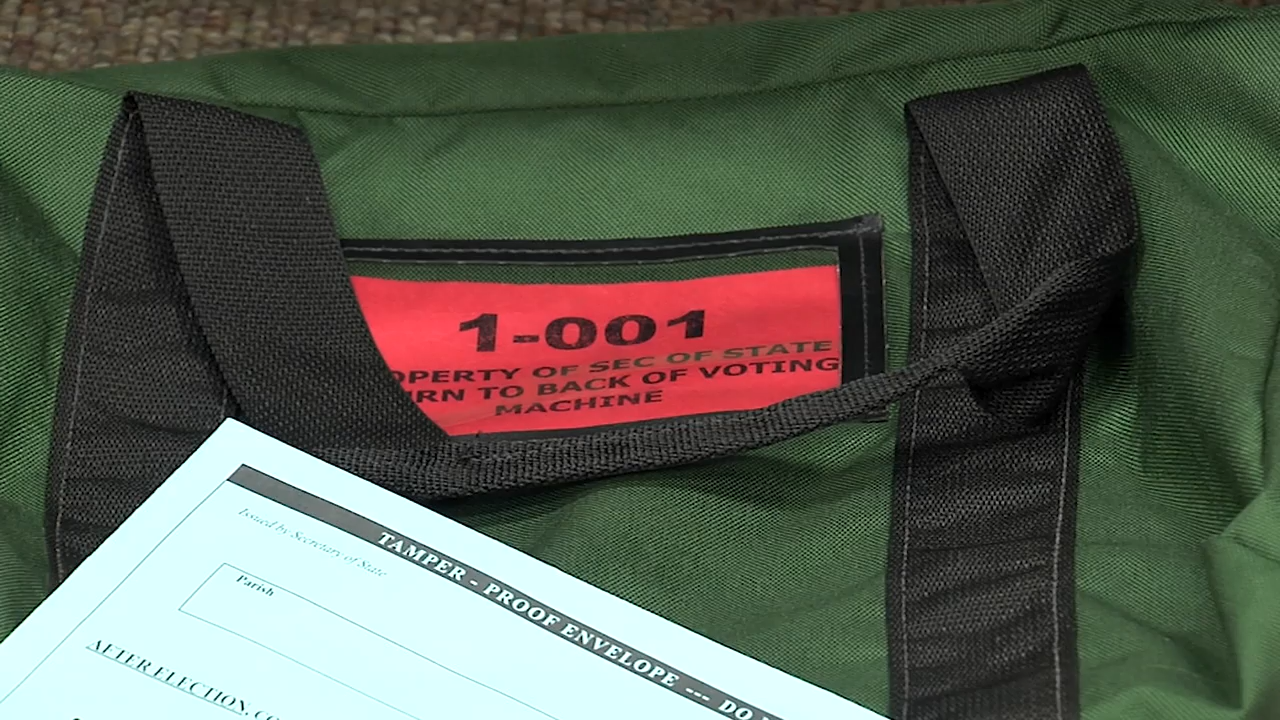 1-001
OPERTY OF SEC OF STATE
RN TO BACK OF VOTING
MACHINE
TAMPER - PROOF ENVELOPE --- DO
Issued by Secretary of State
Parish
AFTER ELECTION, CO